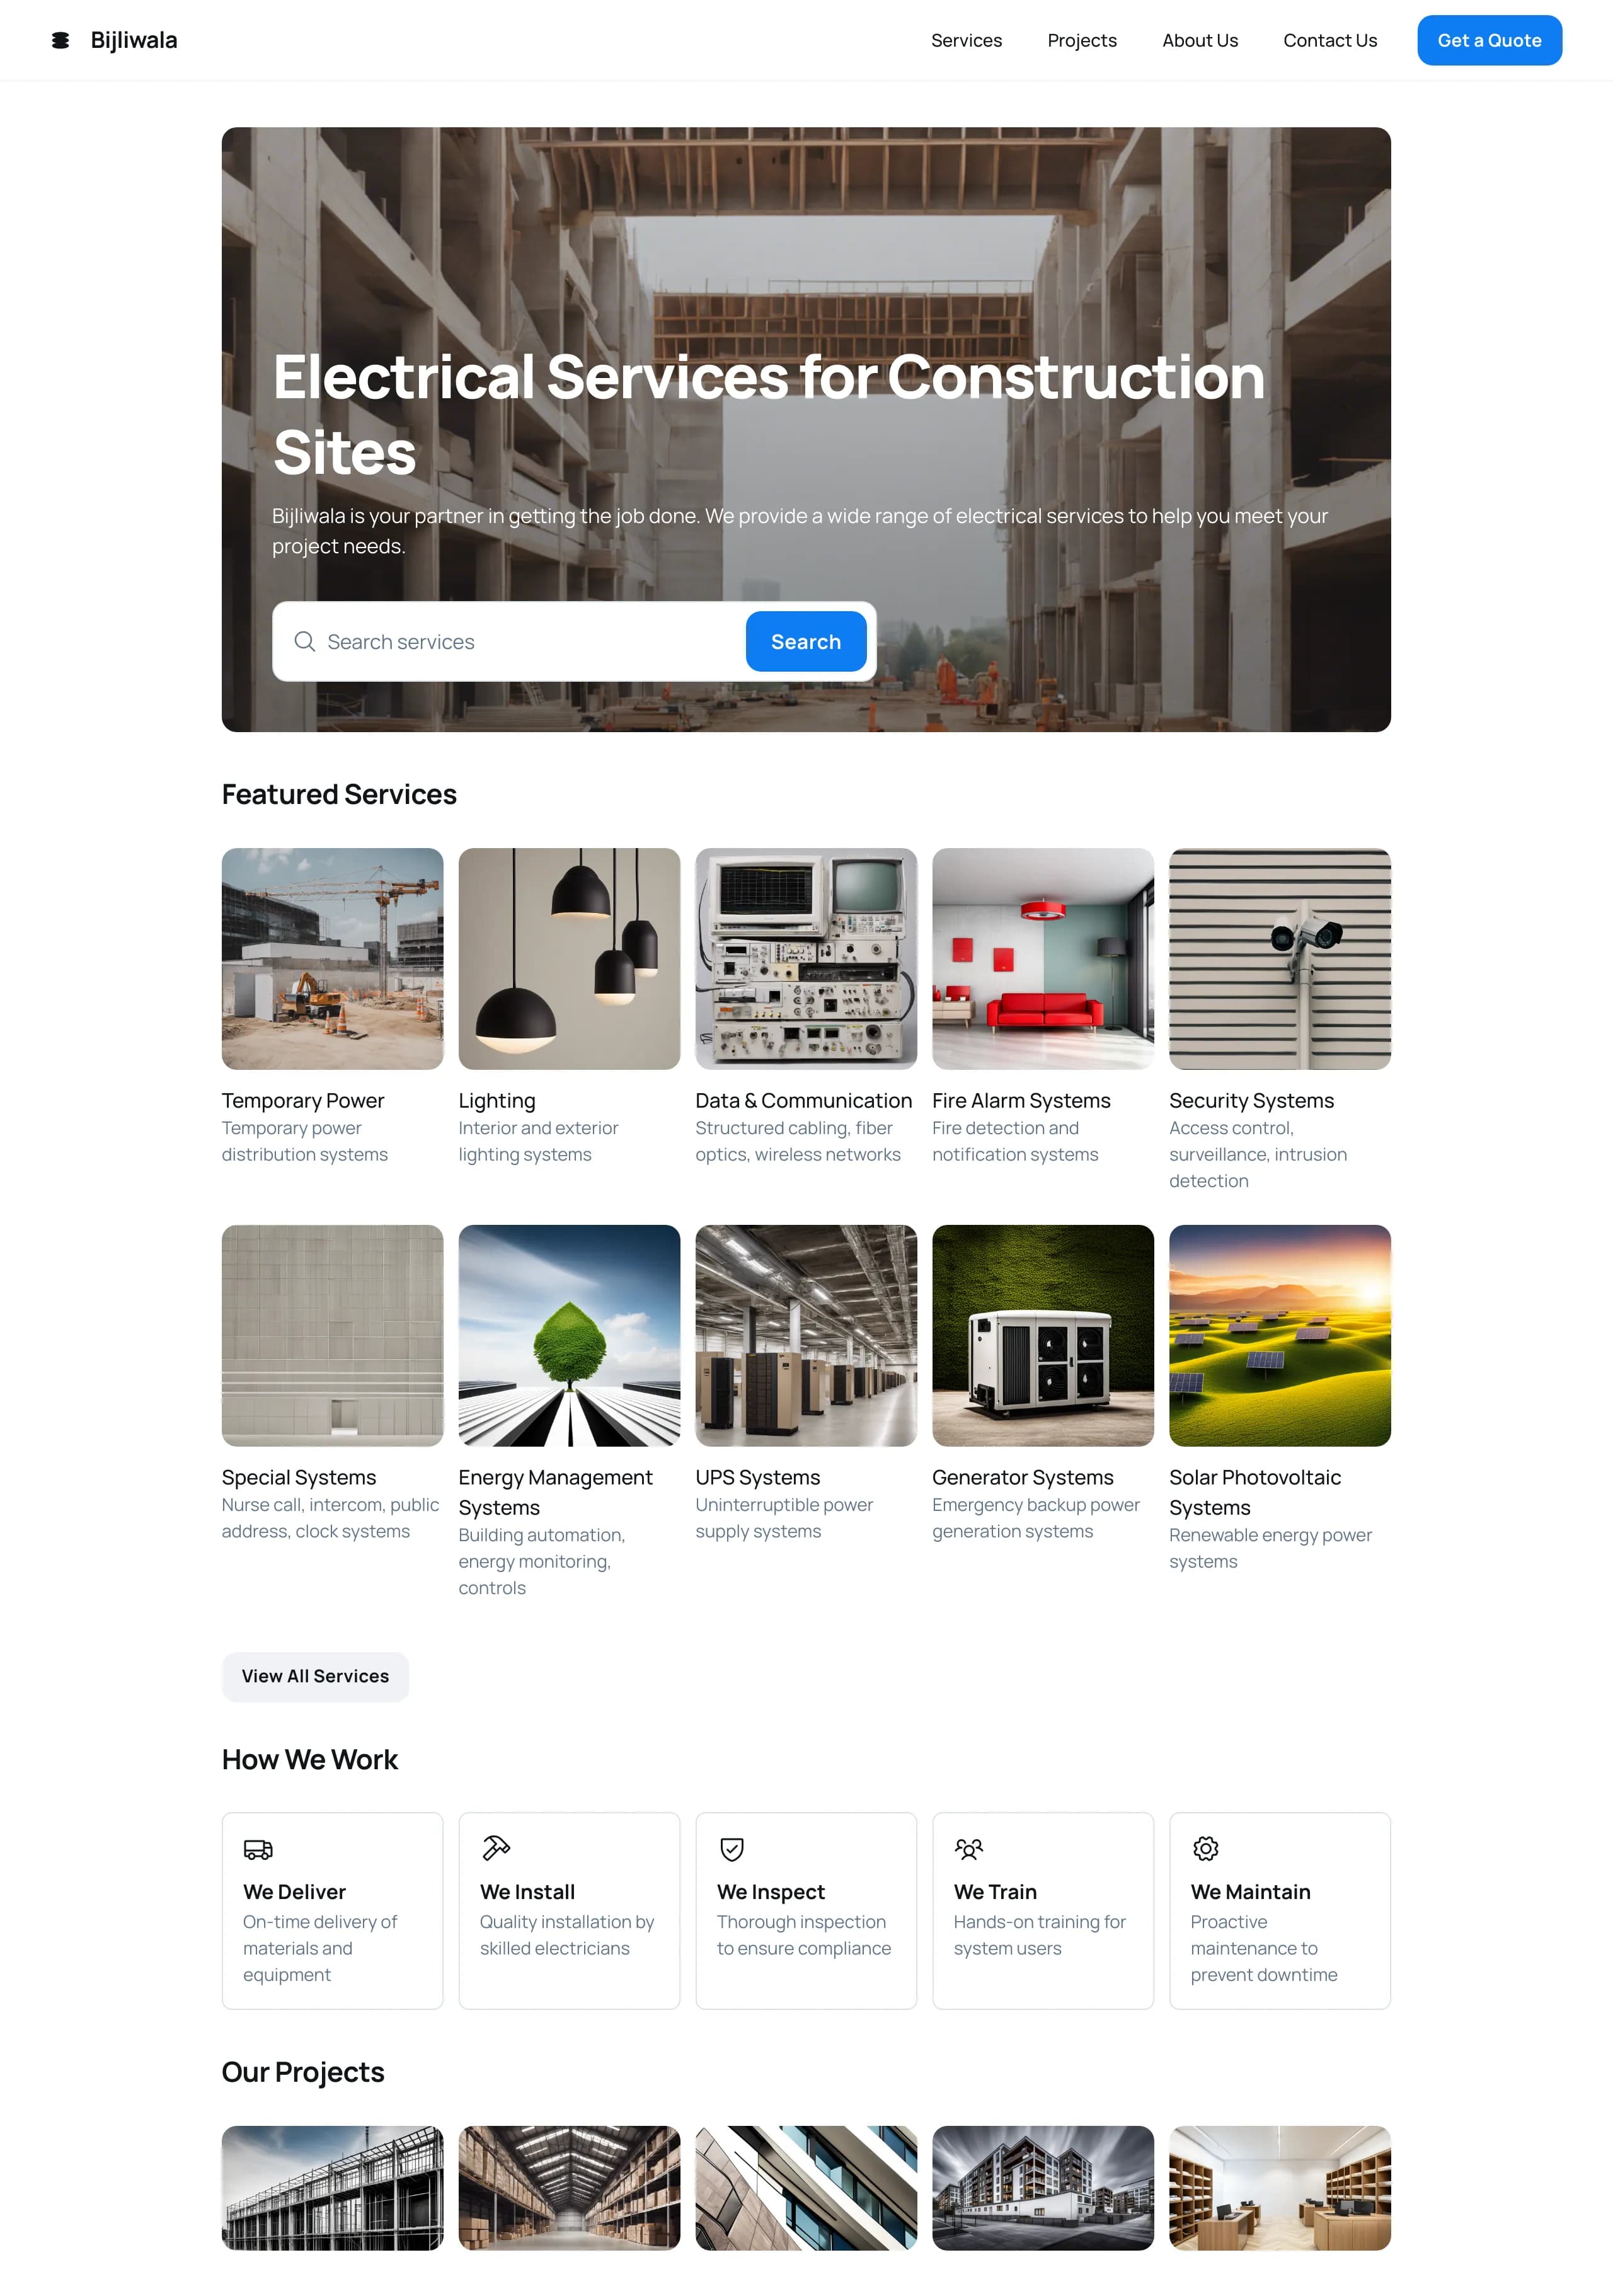 Bijliwala
Services
Projects
About Us
Contact Us
Get a Quote
Electrical Services for Construction
Sites
Bijliwala is your partner in getting the job done. We provide a wide range of electrical services to help you meet your
project needs.
Search services
Search
Featured Services
Temporary Power
Temporary power
distribution systems
Lighting
Interior and exterior
lighting systems
Data & Communication
Structured cabling, fiber
optics, wireless networks
Fire Alarm Systems
Fire detection and
notification systems
Security Systems
Access control,
surveillance, intrusion
detection
Special Systems
Nurse call, intercom, public
address, clock systems
Energy Management
Systems
Building automation,
energy monitoring,
controls
UPS Systems
Uninterruptible power
supply systems
Generator Systems
Emergency backup power
generation systems
Solar Photovoltaic
Systems
Renewable energy power
systems
View All Services
How We Work
We Deliver
On-time delivery of
materials and
equipment
We Install
Quality installation by
skilled electricians
We Inspect
Thorough inspection
to ensure compliance
We Train
Hands-on training for
system users
We Maintain
Proactive
maintenance to
prevent downtime
Our Projects